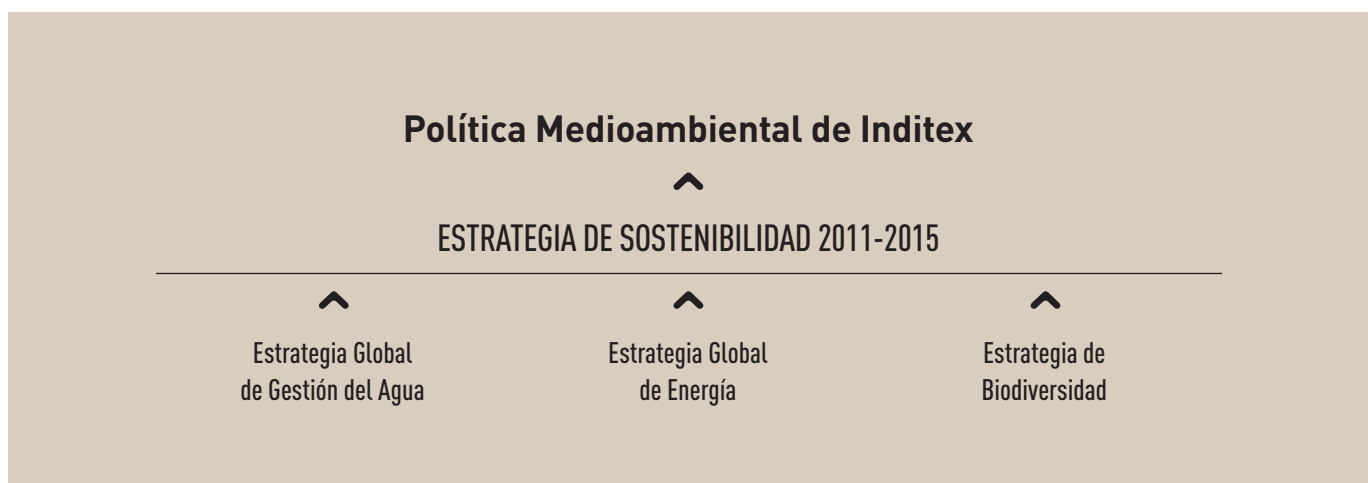 Política Medioambiental de Inditex
ESTRATEGIA DE SOSTENIBILIDAD 2011-2015
Estrategia Global
de Gestión del Agua
Estrategia Global
de Energía
Estrategia de
Biodiversidad